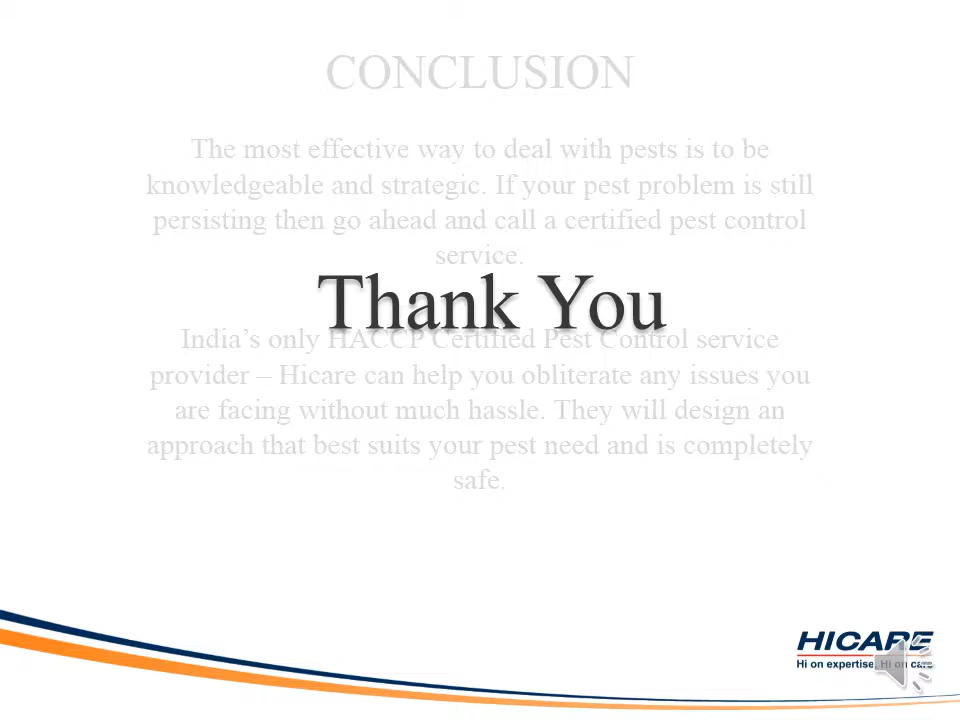 CONCLUSION
The most effective way to deal with pests is to be
knowledgeable and strategic. If your pest problem is still
persisting then go ahead and call a certified pest control
service.
Thank You
India’s only HACCP Certified Pest Control service
provider – Hicare can help you obliterate any issues you
are facing without much hassle. They will design an
approach that best suits your pest need and is completely
safe.
HICARE
Hi on expertise. Hi on care